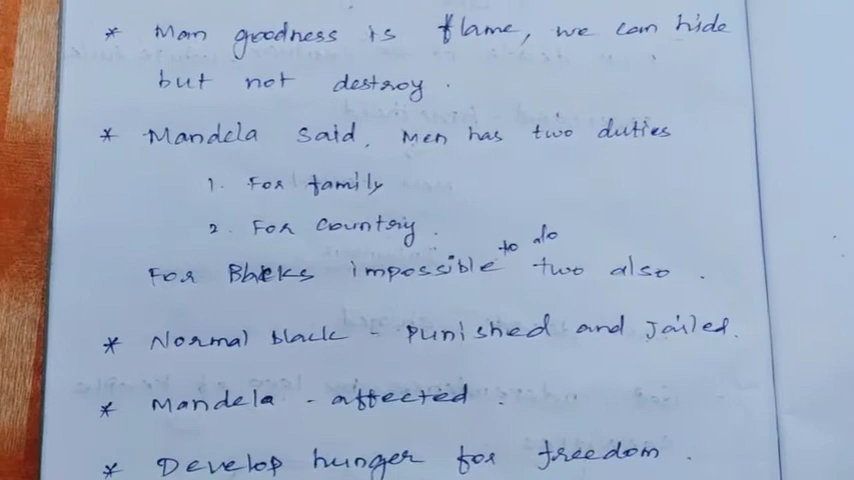 * Man goodness is flame, we can hide
but not destroy.
* Mandela said, Men has two duties
1. For family
2. For Country.
For Blacks impossible to do two also.
* Normal black - punished and Jailed.
* Mandela - affected.
* Develop hunger for freedom.